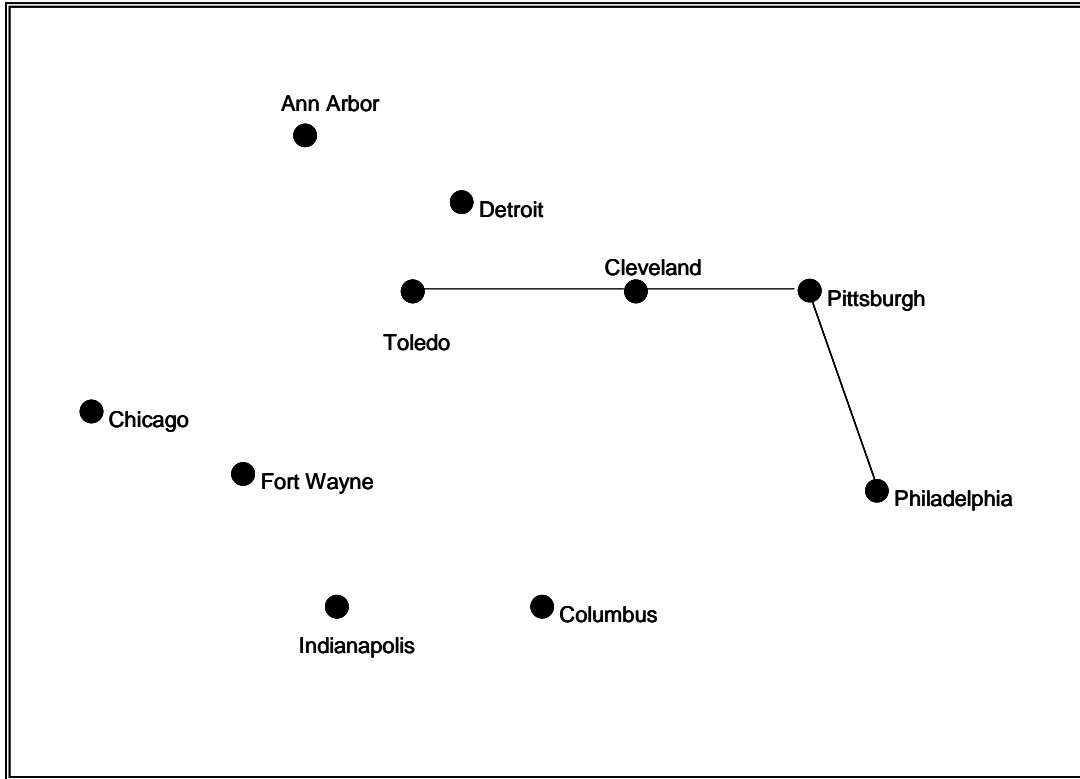 Ann Arbor
Detroit
Cleveland
Pittsburgh
Toledo
Chicago
Fort Wayne
Philadelphia
Columbus
Indianapolis